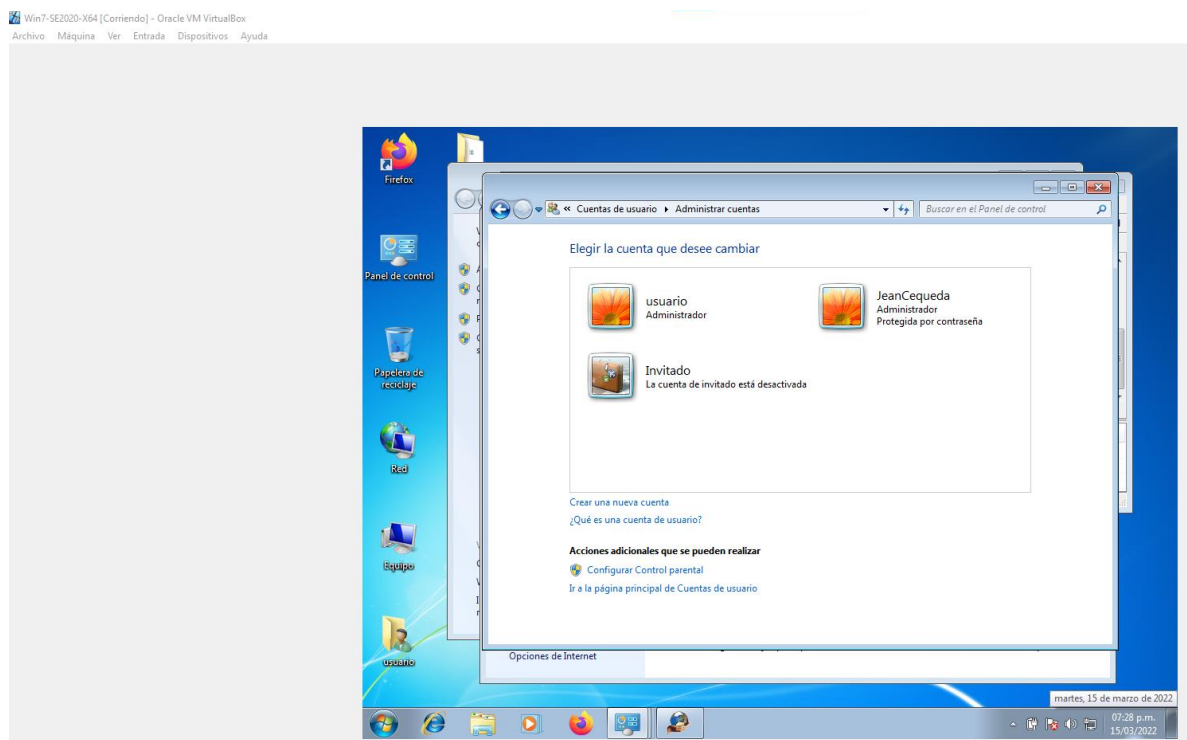 Win7-SE2020-X64 [Corriendo] - Oracle VM VirtualBox
Archivo Máquina Ver Entrada Dispositivos Ayuda
Firefox
Panel de control
Papelera de
reciclaje
Red
Equipo
usuario
« Cuentas de usuario Administrar cuentas
Buscar en el Panel de control
Elegir la cuenta que desee cambiar
usuario
Administrador
JeanCequeda
Administrador
Protegida por contraseña
Invitado
La cuenta de invitado está desactivada
Crear una nueva cuenta
¿Qué es una cuenta de usuario?
Acciones adicionales que se pueden realizar
Configurar Control parental
Ir a la página principal de Cuentas de usuario
Opciones de Internet
martes, 15 de marzo de 2022
07:28 p.m.
15/03/2022